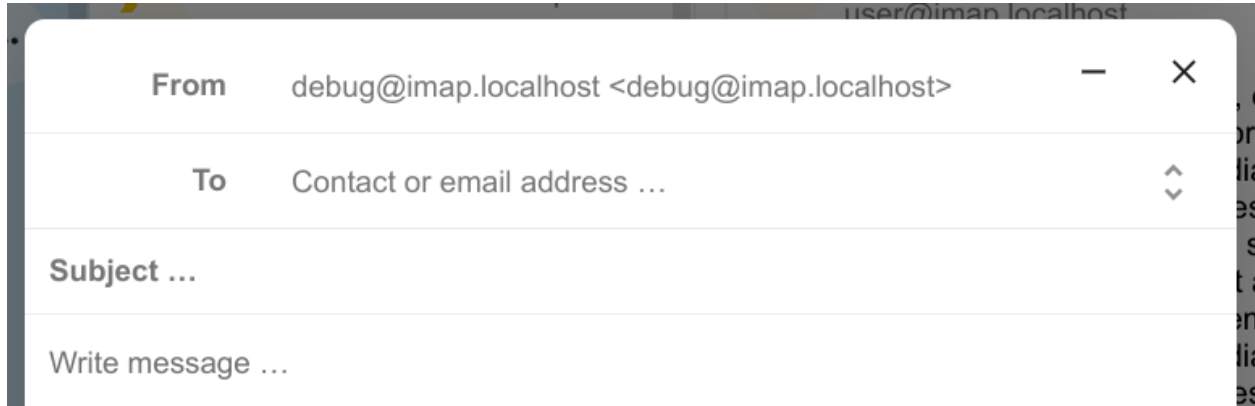 user@imap.localhost
From debug@imap.localhost <debug@imap.localhost>
To Contact or email address …
Subject …
Write message …